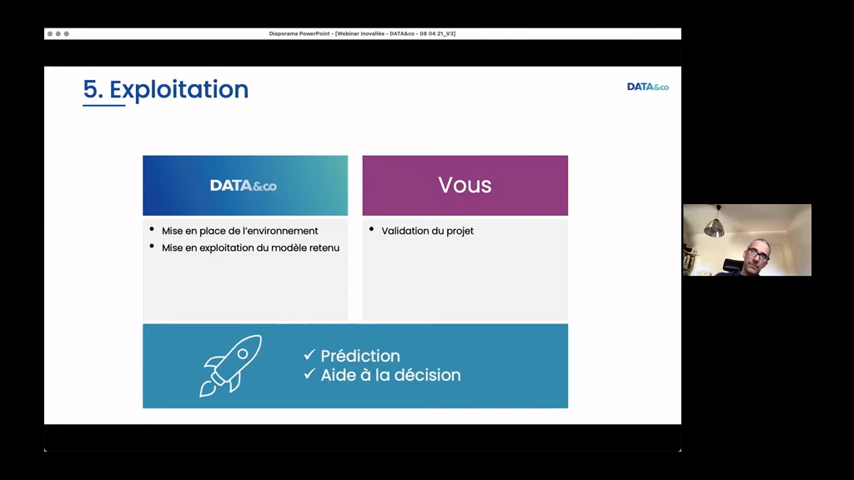 Diaporama PowerPoint - [Webinar Inovallée - DATA&co - 08 04 21_V3]
5. Exploitation
DATA&co
DATA&co
Vous
• Mise en place de l'environnement
• Mise en exploitation du modèle retenu
• Validation du projet
✓ Prédiction
✓ Aide à la décision